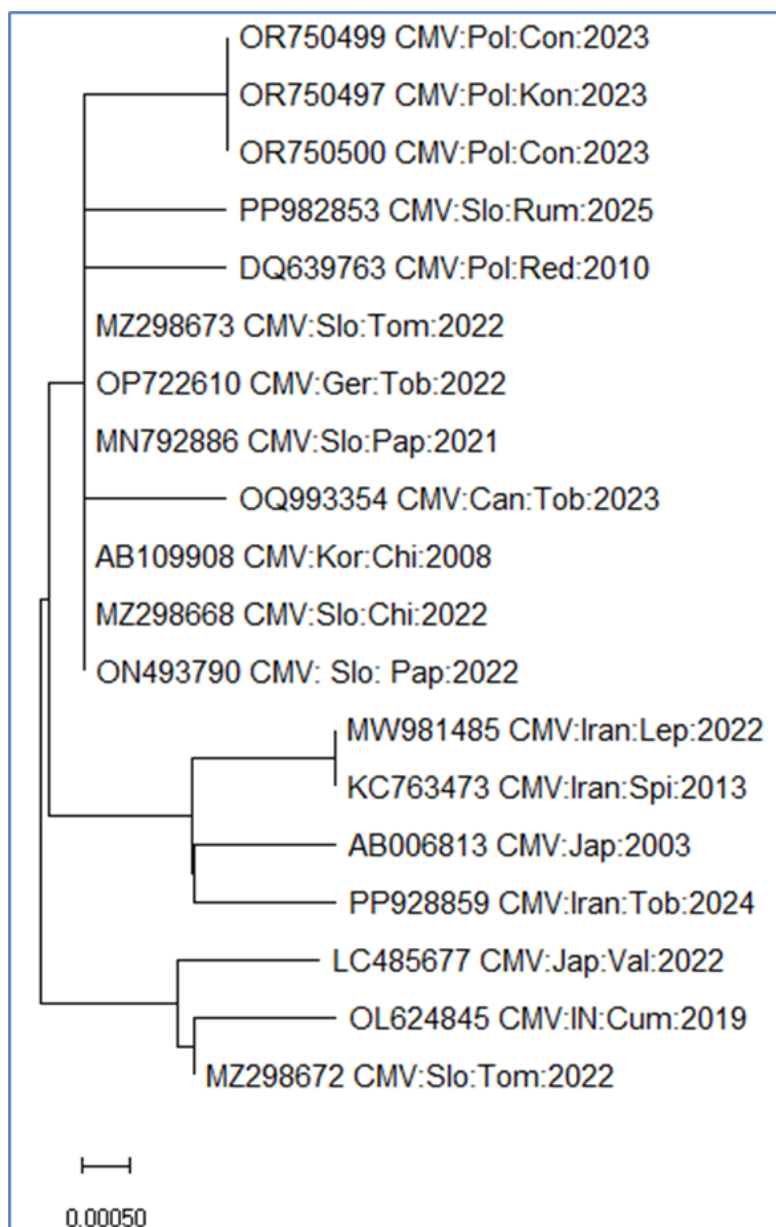 OR750499 CMV:Pol:Con:2023
OR750497 CMV:Pol:Kon:2023
OR750500 CMV:Pol:Con:2023
PP982853 CMV:Slo:Rum:2025
DQ639763 CMV:Pol:Red:2010
MZ298673 CMV:Slo:Tom:2022
OP722610 CMV:Ger:Tob:2022
MN792886 CMV:Slo:Pap:2021
OQ993354 CMV:Can:Tob:2023
AB109908 CMV:Kor:Chi:2008
MZ298668 CMV:Slo:Chi:2022
ON493790 CMV: Slo: Pap:2022
MW981485 CMV:Iran:Lep:2022
KC763473 CMV:Iran:Spi:2013
AB006813 CMV:Jap:2003
PP928859 CMV:Iran:Tob:2024
LC485677 CMV:Jap:Val:2022
OL624845 CMV:IN:Cum:2019
MZ298672 CMV:Slo:Tom:2022
0.00050